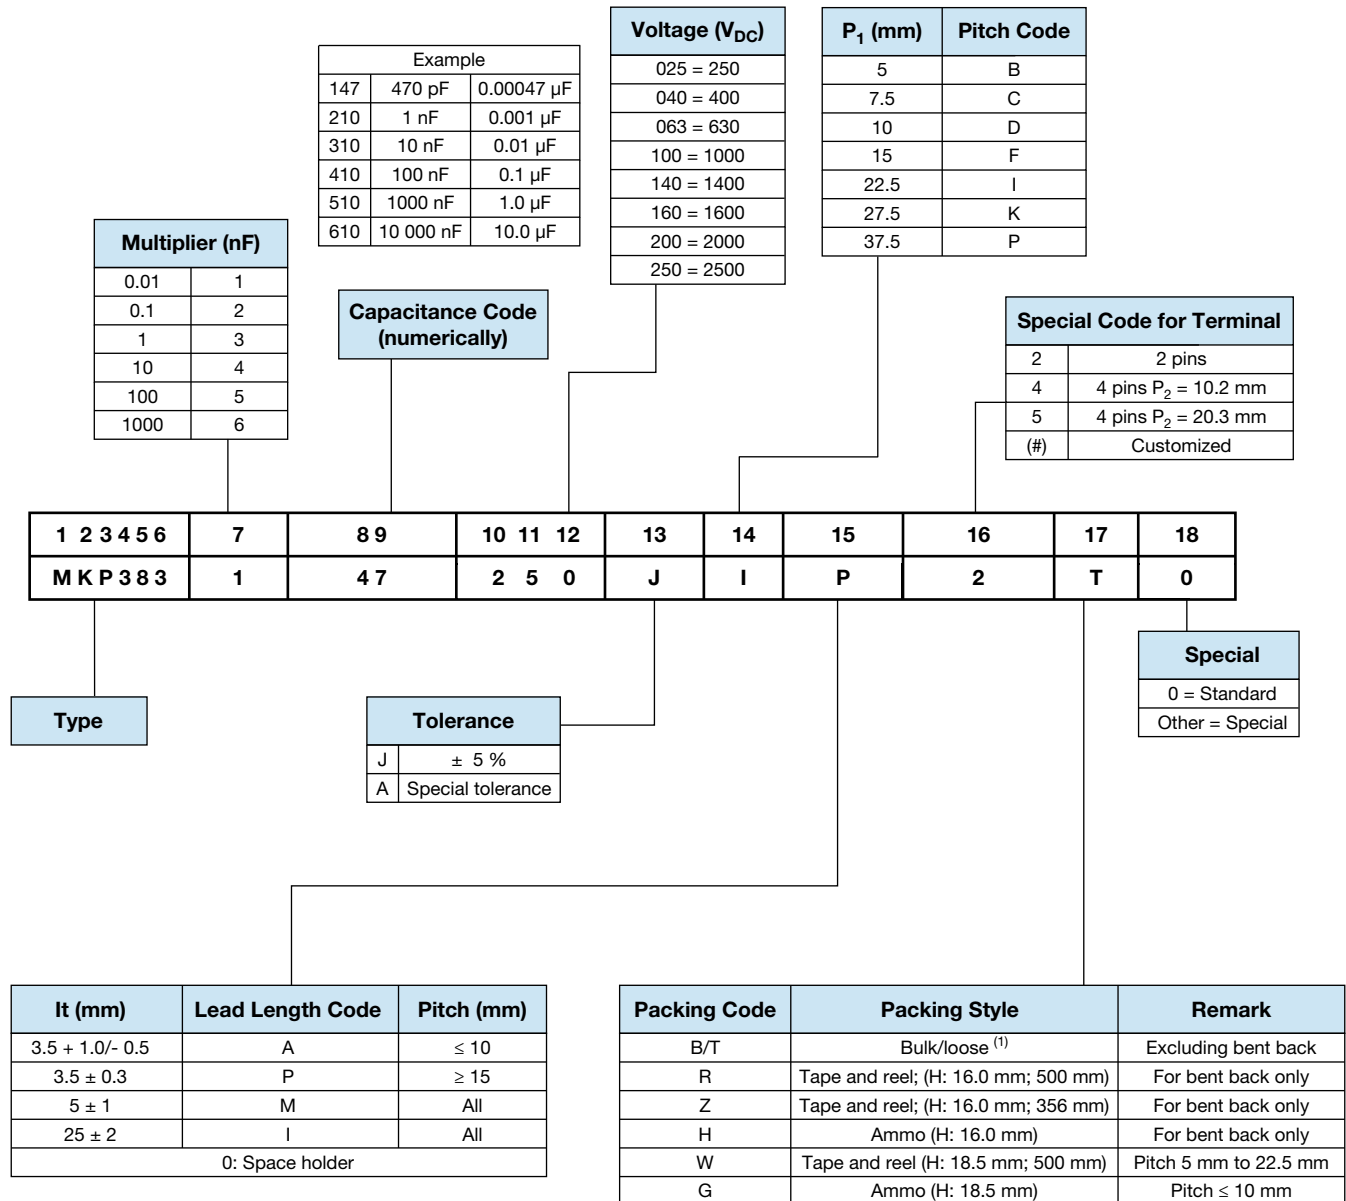 Voltage (VDC)
025 = 250
040 = 400
063 = 630
100 = 1000
140 = 1400
160 = 1600
200 = 2000
250 = 2500
P1 (mm) Pitch Code
5 B
7.5 C
10 D
15 F
22.5 I
27.5 K
37.5 P
Example
147 470 pF 0.00047 µF
210 1 nF 0.001 µF
310 10 nF 0.01 µF
410 100 nF 0.1 µF
510 1000 nF 1.0 µF
610 10 000 nF 10.0 µF
Multiplier (nF)
0.01 1
0.1 2
1 3
10 4
100 5
1000 6
Capacitance Code
(numerically)
Special Code for Terminal
2 2 pins
4 4 pins P2 = 10.2 mm
5 4 pins P2 = 20.3 mm
(#) Customized
1 2 3 4 5 6 7 8 9 10 11 12 13 14 15 16 17 18
M K P 3 8 3 1 4 7 2 5 0 J I P 2 T 0
Type
Tolerance
J ± 5 %
A Special tolerance
Special
0 = Standard
Other = Special
It (mm) Lead Length Code Pitch (mm)
3.5 + 1.0/- 0.5 A ≤ 10
3.5 ± 0.3 P ≥ 15
5 ± 1 M All
25 ± 2 I All
0: Space holder
Packing Code Packing Style Remark
B/T Bulk/loose (1) Excluding bent back
R Tape and reel; (H: 16.0 mm; 500 mm) For bent back only
Z Tape and reel; (H: 16.0 mm; 356 mm) For bent back only
H Ammo (H: 16.0 mm) For bent back only
W Tape and reel (H: 18.5 mm; 500 mm) Pitch 5 mm to 22.5 mm
G Ammo (H: 18.5 mm) Pitch ≤ 10 mm